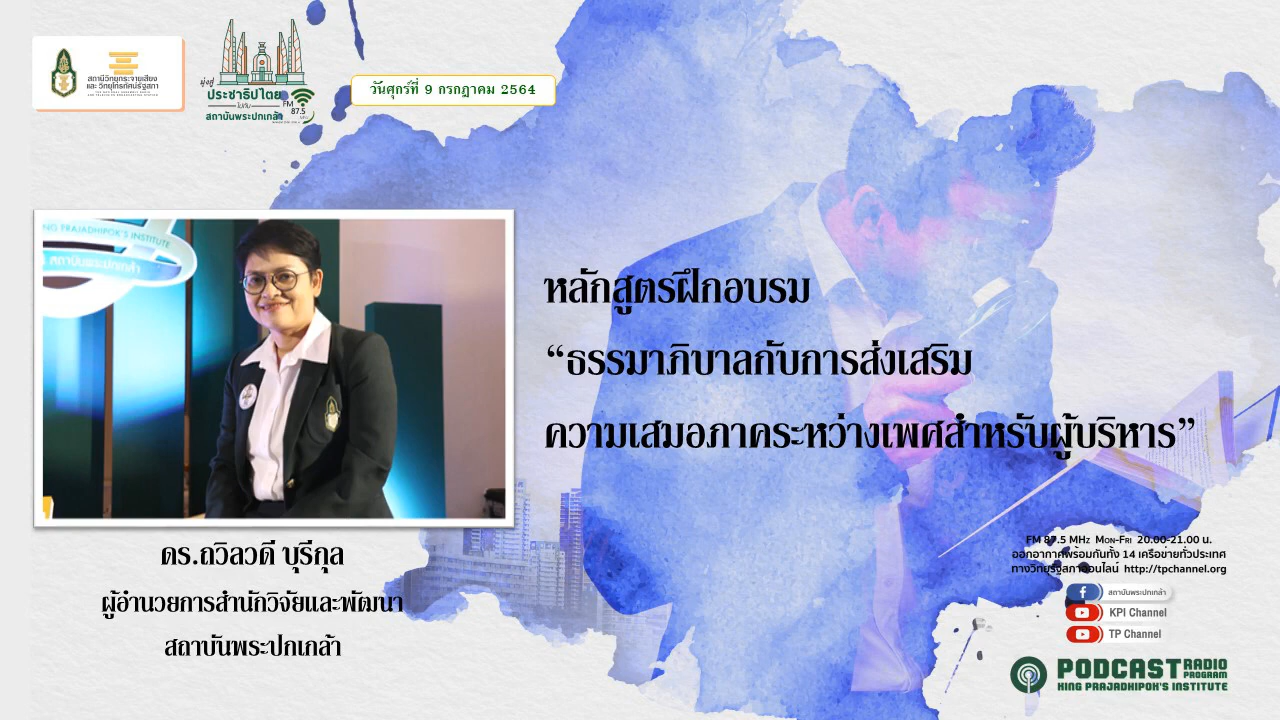 สถานีวิทยุกระจายเสียง
และ วิทยุโทรทัศน์รัฐสภา
มุ่งสู่
ประชาธิปไตย
ไปกับ
สถาบันพระปกเกล้า
FM
87.5
MHz
วันศุกร์ที่ 9 กรกฎาคม 2564
NG PRAJADHIPOK'S INSTITUTE
สถาบันพระปกเกล้า
หลักสูตรฝึกอบรม
“ธรรมาภิบาลกับการส่งเสริม
ความเสมอภาคระหว่างเพศสำหรับผู้บริหาร”
ดร.ถวิลวดี บุรีกุล
ผู้อำนวยการสำนักวิจัยและพัฒนา
สถาบันพระปกเกล้า
FM 87.5 MHz Mon-Fri 20.00-21.00 น.
ออกอากาศพร้อมกันทั้ง 14 เครือข่ายทั่วประเทศ
ทางวิทยุรัฐสภาออนไลน์ http://tpchannel.org
สถาบันพระปกเกล้า
KPI Channel
TP Channel
PODCAST RADIO PROGRAM
KING PRAJADHIPOK'S INSTITUTE